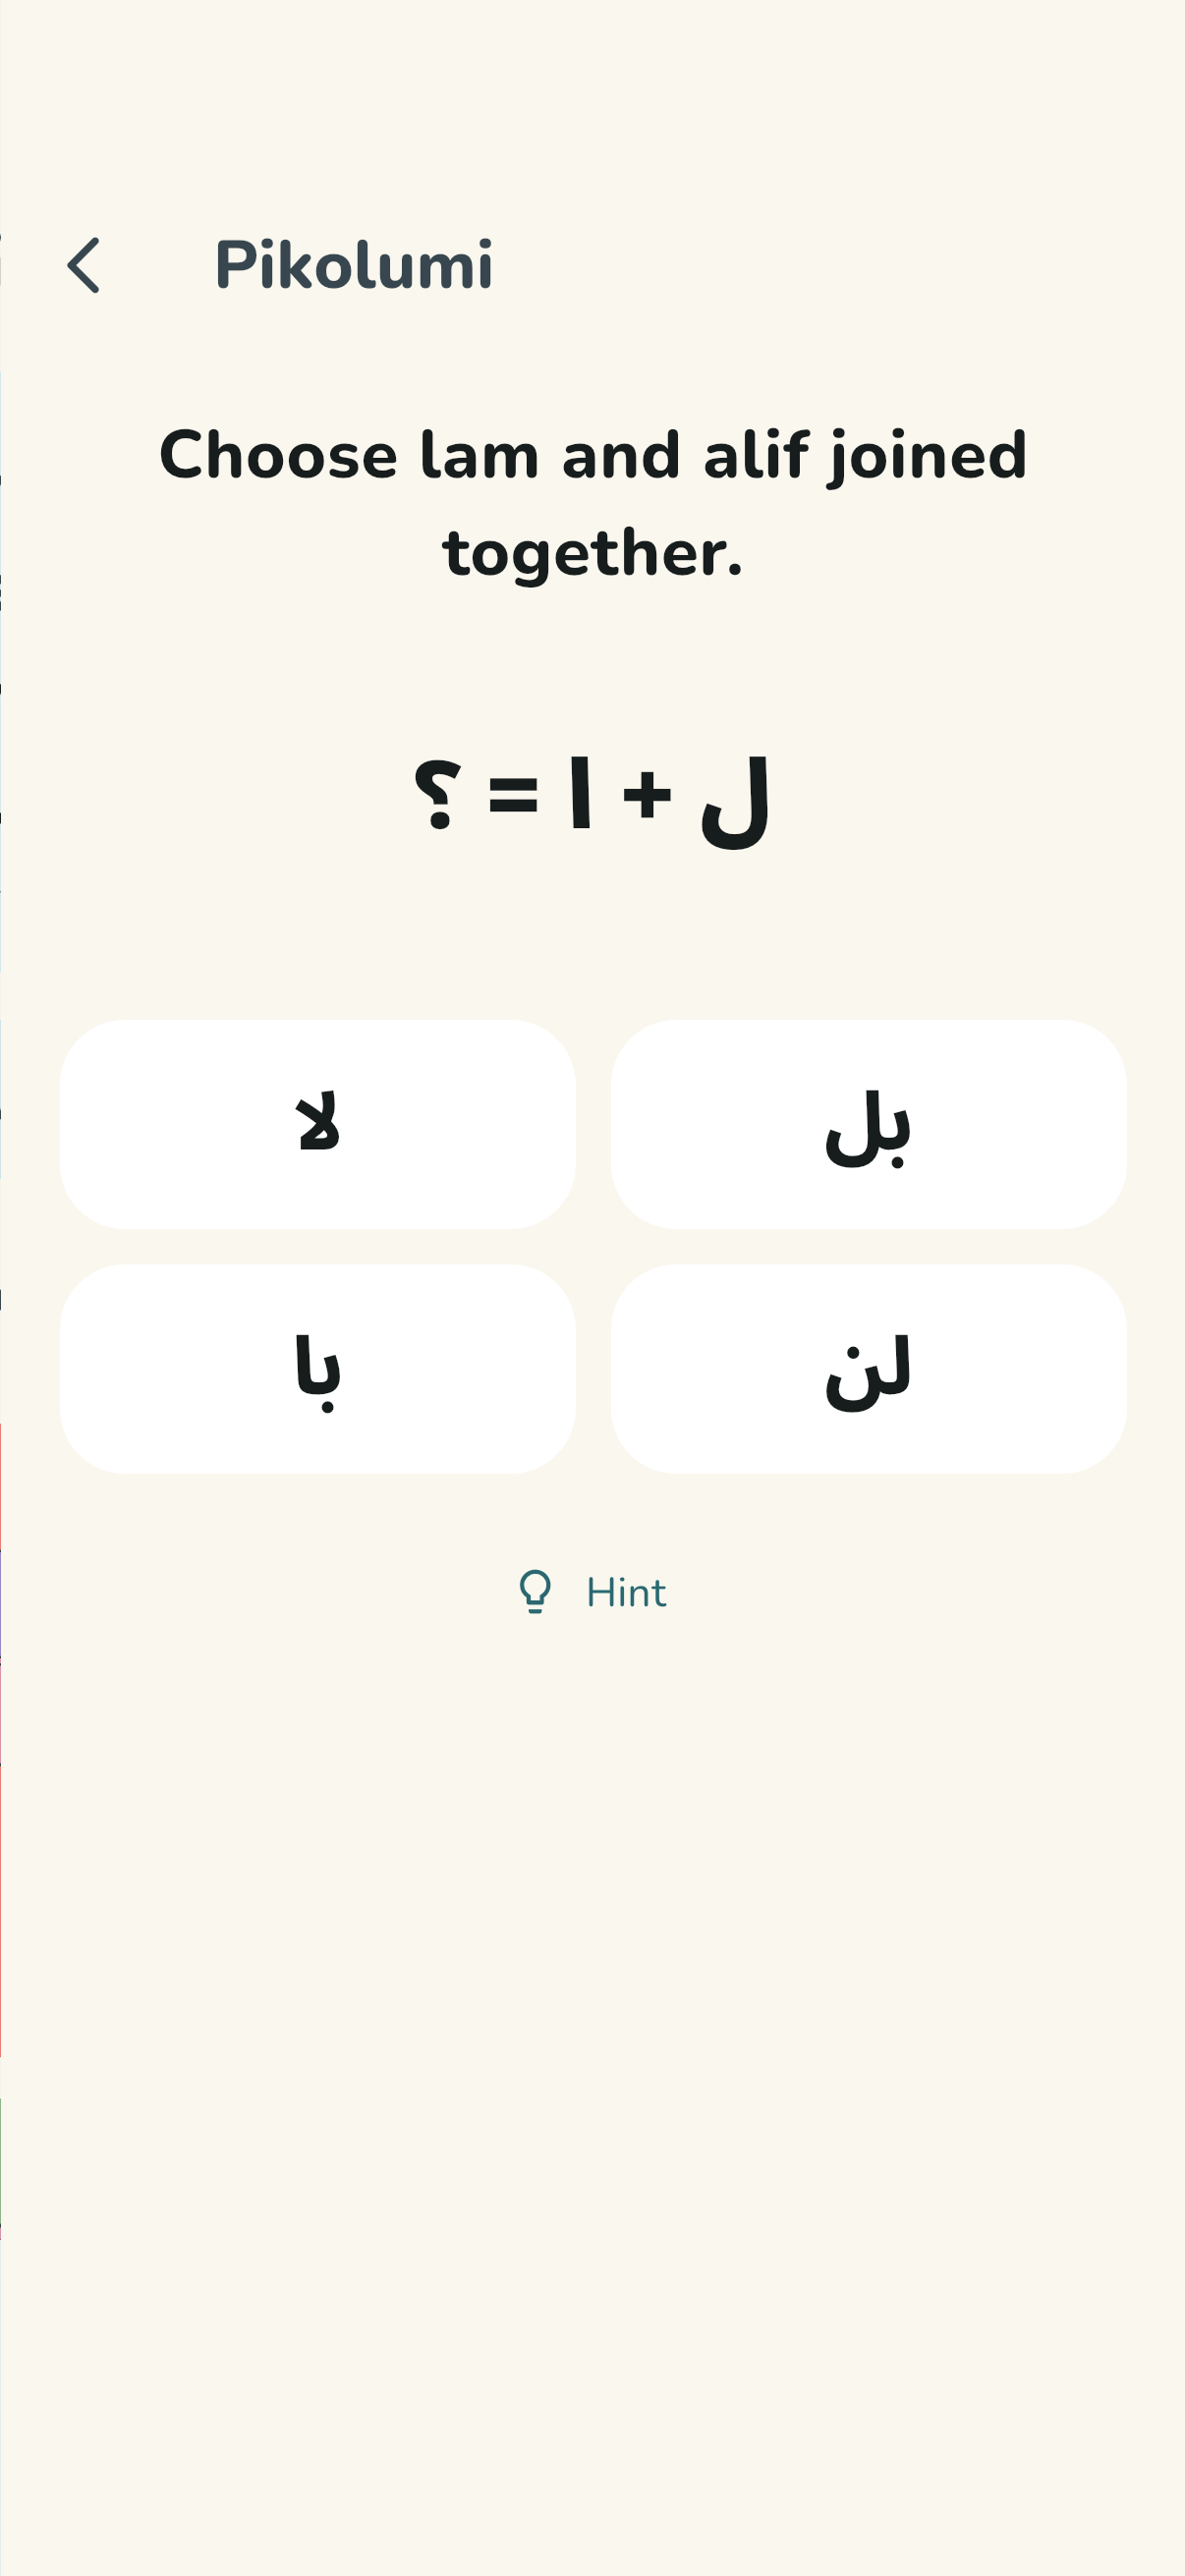 Pikolumi
Choose lam and alif joined
together.
ل + ا = ؟
لا
بل
با
لن
Hint